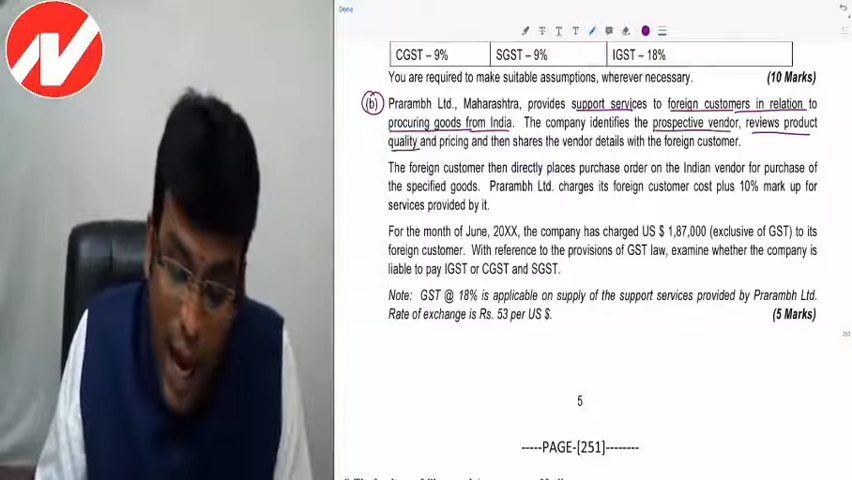 Done
CGST – 9% SGST – 9% IGST – 18%
You are required to make suitable assumptions, wherever necessary. (10 Marks)
(b) Prarambh Ltd., Maharashtra, provides support services to foreign customers in relation to
procuring goods from India. The company identifies the prospective vendor, reviews product
quality and pricing and then shares the vendor details with the foreign customer.
The foreign customer then directly places purchase order on the Indian vendor for purchase of
the specified goods. Prarambh Ltd. charges its foreign customer cost plus 10% mark up for
services provided by it.
For the month of June, 20XX, the company has charged US $ 1,87,000 (exclusive of GST) to its
foreign customer. With reference to the provisions of GST law, examine whether the company is
liable to pay IGST or CGST and SGST.
Note: GST @ 18% is applicable on supply of the support services provided by Prarambh Ltd.
Rate of exchange is Rs. 53 per US $. (5 Marks)
5
-----PAGE-[251]--------